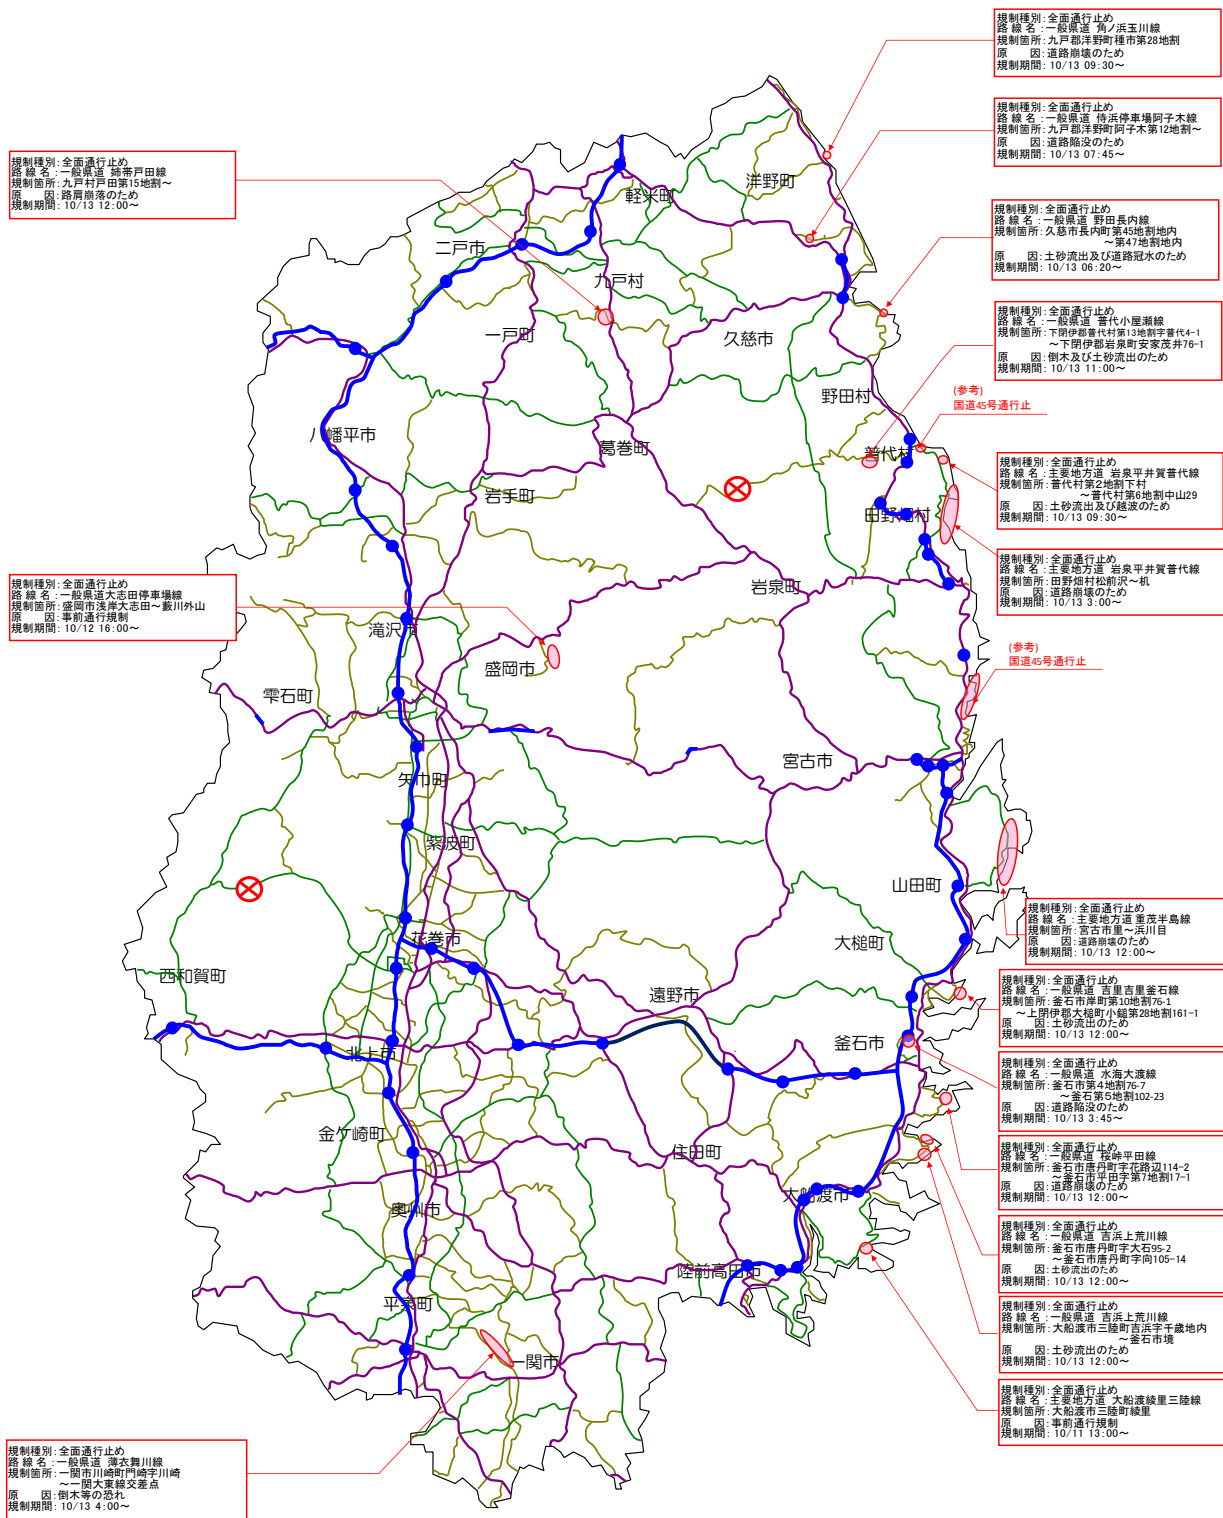 規制種別:全面通行止め
路 線 名:一般県道 角ノ浜玉川線
規制箇所:九戸郡洋野町種市第28地割
原　　因:道路崩壊のため
規制期間:10/13 09:30～
規制種別:全面通行止め
路 線 名:一般県道 侍浜停車場阿子木線
規制箇所:九戸郡洋野町阿子木第12地割～
原　　因:道路陥没のため
規制期間:10/13 07:45～
規制種別:全面通行止め
路 線 名:一般県道 姉帯戸田線
規制箇所:九戸村戸田第15地割～
原　　因:路肩崩落のため
規制期間:10/13 12:00～
規制種別:全面通行止め
路 線 名:一般県道 野田長内線
規制箇所:久慈市長内町第45地割地内
～第47地割地内
原　　因:土砂流出及び道路冠水のため
規制期間:10/13 06:20～
規制種別:全面通行止め
路 線 名:一般県道 普代小屋瀬線
規制箇所:下閉伊郡普代村第13地割字普代4-1
～下閉伊郡岩泉町安家茂井76-1
原　　因:倒木及び土砂流出のため
規制期間:10/13 11:00～
(参考)
国道45号通行止
規制種別:全面通行止め
路 線 名:主要地方道 岩泉平井賀普代線
規制箇所:普代村第2地割下村
～普代村第6地割中山29
原　　因:土砂流出及び越波のため
規制期間:10/13 09:30～
規制種別:全面通行止め
路 線 名:主要地方道 岩泉平井賀普代線
規制箇所:田野畑村松前沢～机
原　　因:道路崩壊のため
規制期間:10/13 3:00～
規制種別:全面通行止め
路 線 名:一般県道大志田停車場線
規制箇所:盛岡市浅岸大志田～薮川外山
原　　因:事前通行規制
規制期間:10/12 16:00～
(参考)
国道45号通行止
規制種別:全面通行止め
路 線 名:主要地方道 重茂半島線
規制箇所:宮古市里～浜川目
原　　因:道路崩壊のため
規制期間:10/13 12:00～
規制種別:全面通行止め
路 線 名:一般県道 吉里吉里釜石線
規制箇所:釜石市片岸町第10地割76-1
～上閉伊郡大槌町小鎚第28地割161-1
原　　因:土砂流出のため
規制期間:10/13 12:00～
規制種別:全面通行止め
路 線 名:一般県道 水海大渡線
規制箇所:釜石市第4地割76-7
～釜石第5地割102-23
原　　因:道路陥没のため
規制期間:10/13 3:45～
規制種別:全面通行止め
路 線 名:一般県道 桜峠平田線
規制箇所:釜石市唐丹町字花露辺114-2
～釜石市平田字第7地割17-1
原　　因:道路崩壊のため
規制期間:10/13 12:00～
規制種別:全面通行止め
路 線 名:一般県道 吉浜上荒川線
規制箇所:釜石市唐丹町字大石95-2
～釜石市唐丹町字向105-14
原　　因:土砂流出のため
規制期間:10/13 12:00～
規制種別:全面通行止め
路 線 名:一般県道 吉浜上荒川線
規制箇所:大船渡市三陸町吉浜字千歳地内
～釜石市境
原　　因:土砂流出のため
規制期間:10/13 12:00～
規制種別:全面通行止め
路 線 名:主要地方道 大船渡綾里三陸線
規制箇所:大船渡市三陸町綾里
原　　因:事前通行規制
規制期間:10/11 13:00～
規制種別:全面通行止め
路 線 名:一般県道 薄衣舞川線
規制箇所:一関市川崎町門崎字川崎
～一関大東線交差点
原　　因:倒木等の恐れ
規制期間:10/13 4:00～
洋野町
軽米町
二戸市
九戸村
一戸町
久慈市
野田村
八幡平市
葛巻町
普代村
岩手町
田野畑村
岩泉町
滝沢市
盛岡市
雫石町
宮古市
矢巾町
紫波町
山田町
花巻市
大槌町
西和賀町
遠野市
釜石市
北上市
金ケ崎町
住田町
奥州市
大船渡市
陸前高田市
平泉町
一関市